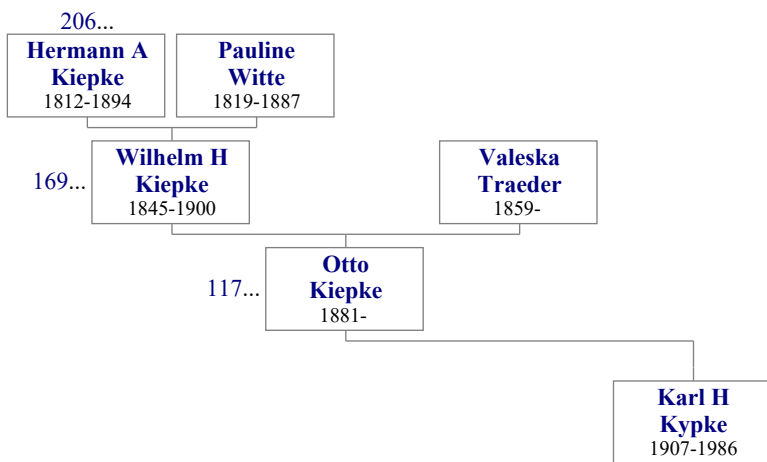 206...
Hermann A
Kiepke
1812-1894
Pauline
Witte
1819-1887
169...
Wilhelm H
Kiepke
1845-1900
Valeska
Traeder
1859-
117...
Otto
Kiepke
1881-
Karl H
Kypke
1907-1986